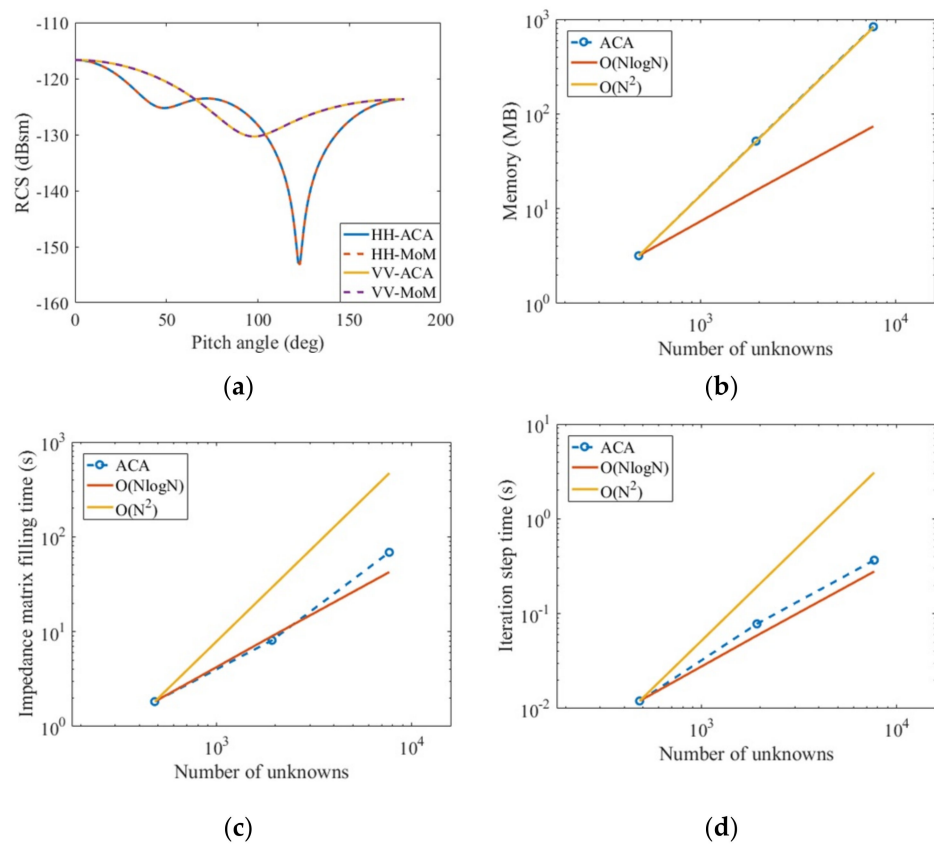 -110
-120
-130
-140
-150
-160
RCS (dBsm)
HH-ACA
HH-MoM
VV-ACA
VV-MoM
0 50 100 150 200
Pitch angle (deg)
(a)
10³
10²
10¹
10⁰
Memory (MB)
ACA
O(NlogN)
O(N²)
10³ 10⁴
Number of unknowns
(b)
10³
10²
10¹
10⁰
Impedance matrix filling time (s)
ACA
O(NlogN)
O(N²)
10³ 10⁴
Number of unknowns
(c)
10¹
10⁰
10⁻¹
10⁻²
Iteration step time (s)
ACA
O(NlogN)
O(N²)
10³ 10⁴
Number of unknowns
(d)